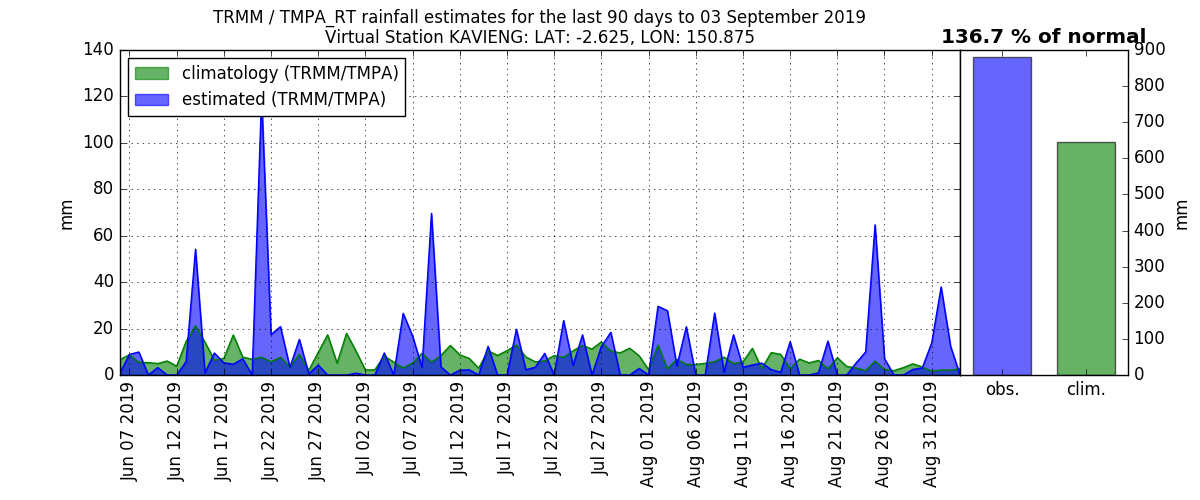 TRMM / TMPA_RT rainfall estimates for the last 90 days to 03 September 2019
Virtual Station KAVIENG: LAT: -2.625, LON: 150.875
136.7 % of normal
climatology (TRMM/TMPA)
estimated (TRMM/TMPA)
mm
140
120
100
80
60
40
20
0
Jun 07 2019
Jun 12 2019
Jun 17 2019
Jun 22 2019
Jun 27 2019
Jul 02 2019
Jul 07 2019
Jul 12 2019
Jul 17 2019
Jul 22 2019
Jul 27 2019
Aug 01 2019
Aug 06 2019
Aug 11 2019
Aug 16 2019
Aug 21 2019
Aug 26 2019
Aug 31 2019
900
800
700
600
500
400
300
200
100
0
mm
obs.
clim.